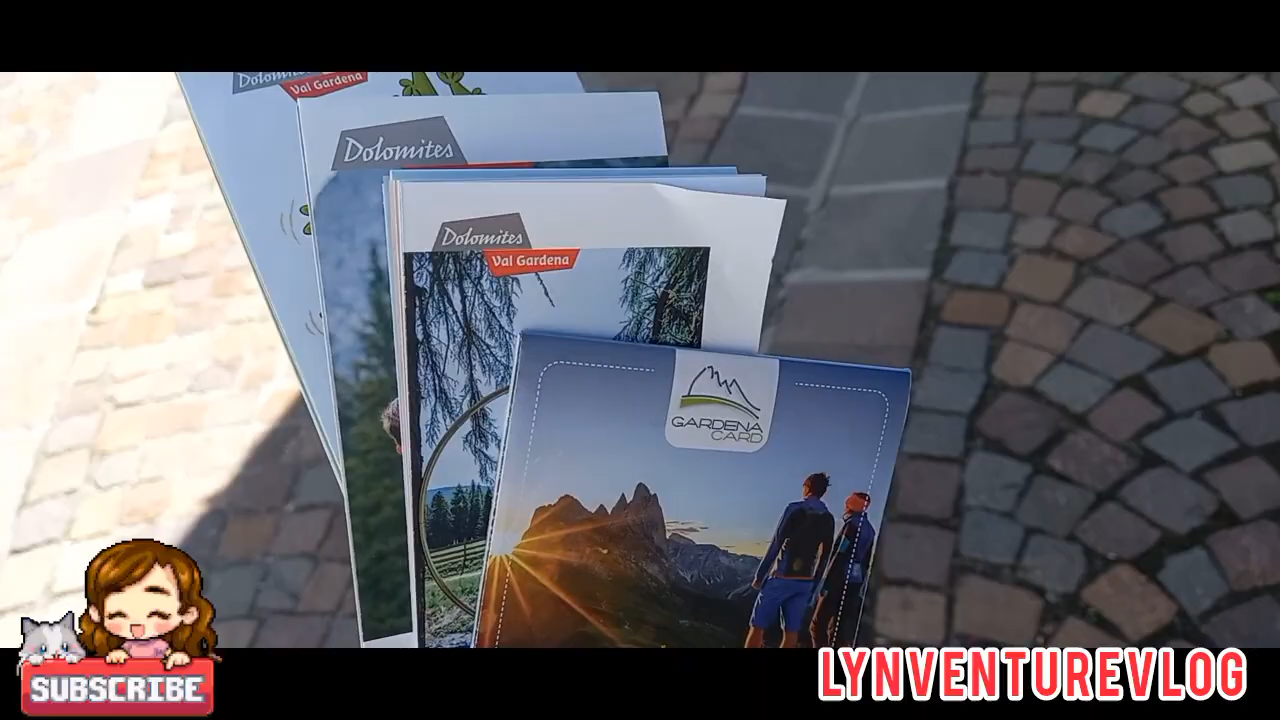 Dolomites
Val Gardena
Dolomites
Dolomites
Val Gardena
GARDENA
CARD
SUBSCRIBE
LYNVENTUREVLOG